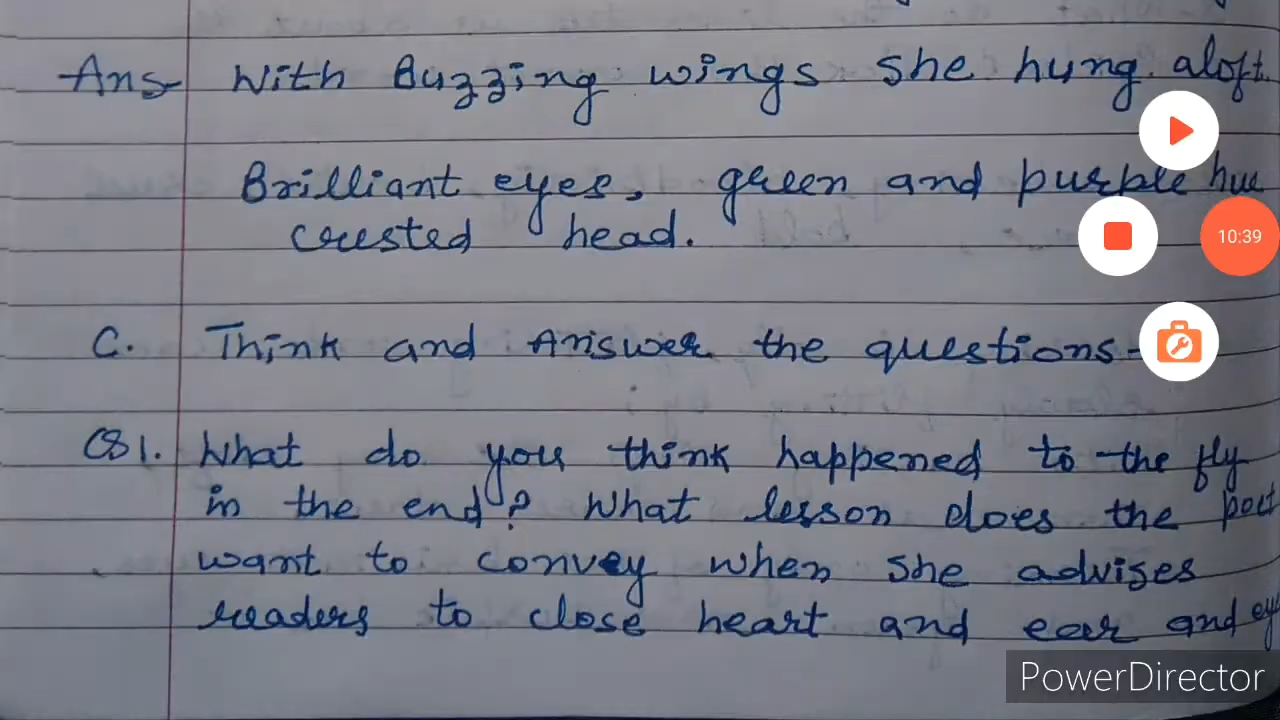 Ans- With Buzzing wings she hung aloft.
Brilliant eyes, green and purple hue
crested head.
10:39
C. Think and Answer the questions-
Q1. What do you think happened to the fly
in the end? What lesson does the poet
want to convey when she advises
readers to close heart and ear and ey
PowerDirector